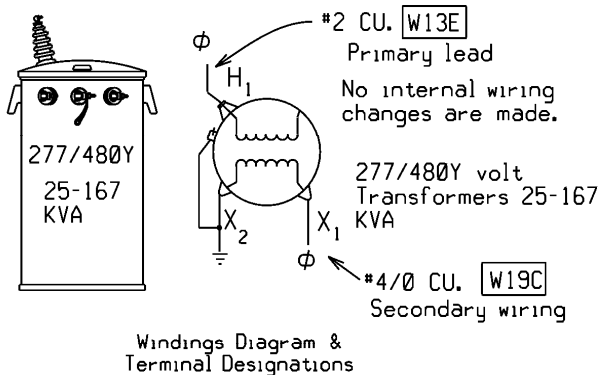 #2 CU. W13E
Primary lead
Φ
H1
No internal wiring
changes are made.
277/480Y
25-167
KVA
277/480Y volt
Transformers 25-167
KVA
X2
X1
Φ
#4/0 CU. W19C
Secondary wiring
Windings Diagram &
Terminal Designations